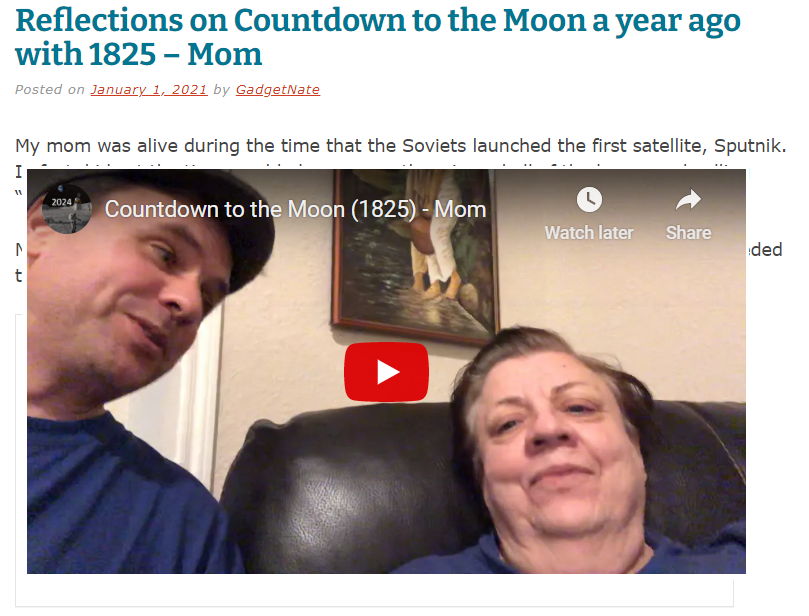 Reflections on Countdown to the Moon a year ago
with 1825 – Mom
Posted on January 1, 2021 by GadgetNate
My mom was alive during the time that the Soviets launched the first satellite, Sputnik.
I
“
2024
Countdown to the Moon (1825) - Mom
Watch later
Share
t